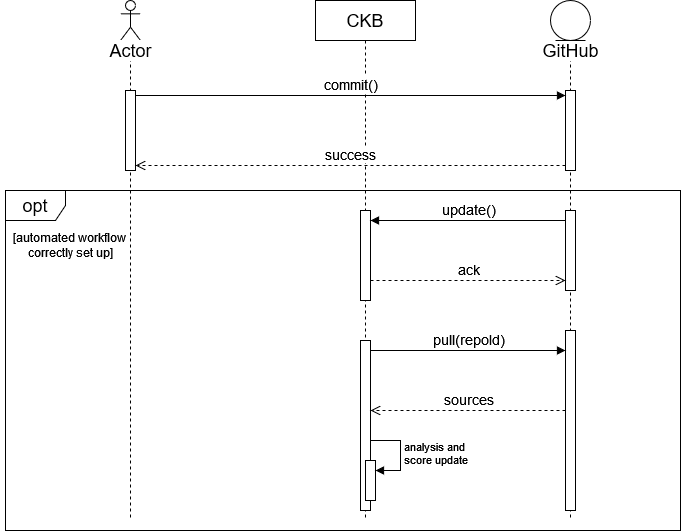 Actor
CKB
GitHub
commit()
success
opt
[automated workflow
correctly set up]
update()
ack
pull(repoId)
sources
analysis and
score update